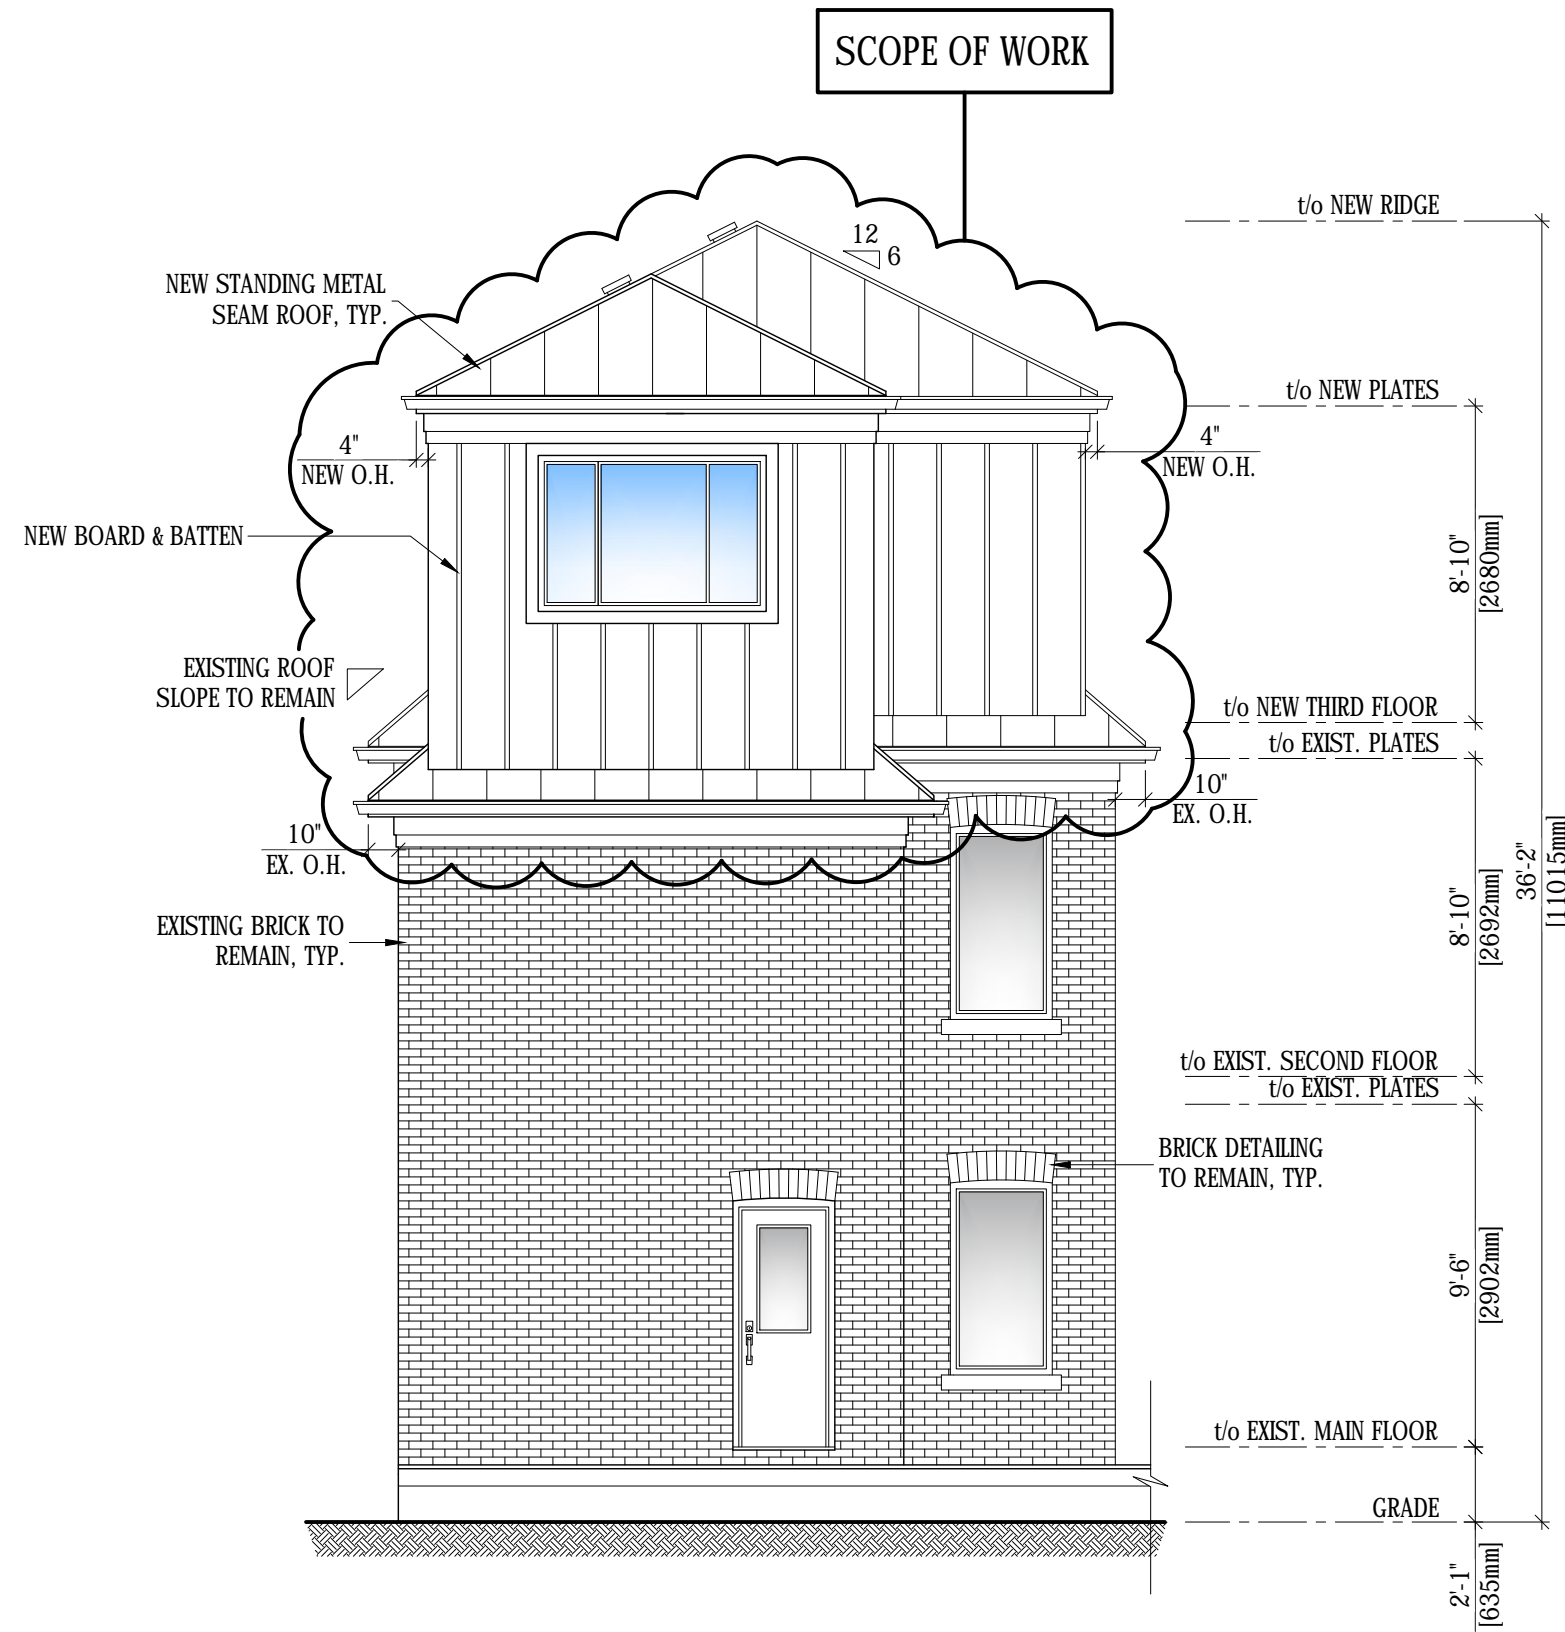 SCOPE OF WORK
t/o NEW RIDGE
12
6
NEW STANDING METAL
SEAM ROOF, TYP.
t/o NEW PLATES
4"
NEW O.H.
4"
NEW O.H.
NEW BOARD & BATTEN
8'-10"
[2680mm]
EXISTING ROOF
SLOPE TO REMAIN
t/o NEW THIRD FLOOR
t/o EXIST. PLATES
10"
EX. O.H.
10"
EX. O.H.
36'-2"
[11015mm]
8'-10"
[2692mm]
EXISTING BRICK TO
REMAIN, TYP.
t/o EXIST. SECOND FLOOR
t/o EXIST. PLATES
BRICK DETAILING
TO REMAIN, TYP.
9'-6"
[2902mm]
t/o EXIST. MAIN FLOOR
GRADE
2'-1"
[635mm]